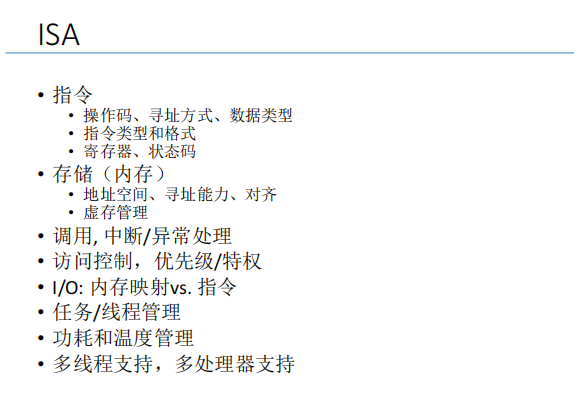 ISA
• 指令
• 操作码、寻址方式、数据类型
• 指令类型和格式
• 寄存器、状态码
• 存储（内存）
• 地址空间、寻址能力、对齐
• 虚存管理
• 调用, 中断/异常处理
• 访问控制，优先级/特权
• I/O: 内存映射vs. 指令
• 任务/线程管理
• 功耗和温度管理
• 多线程支持，多处理器支持